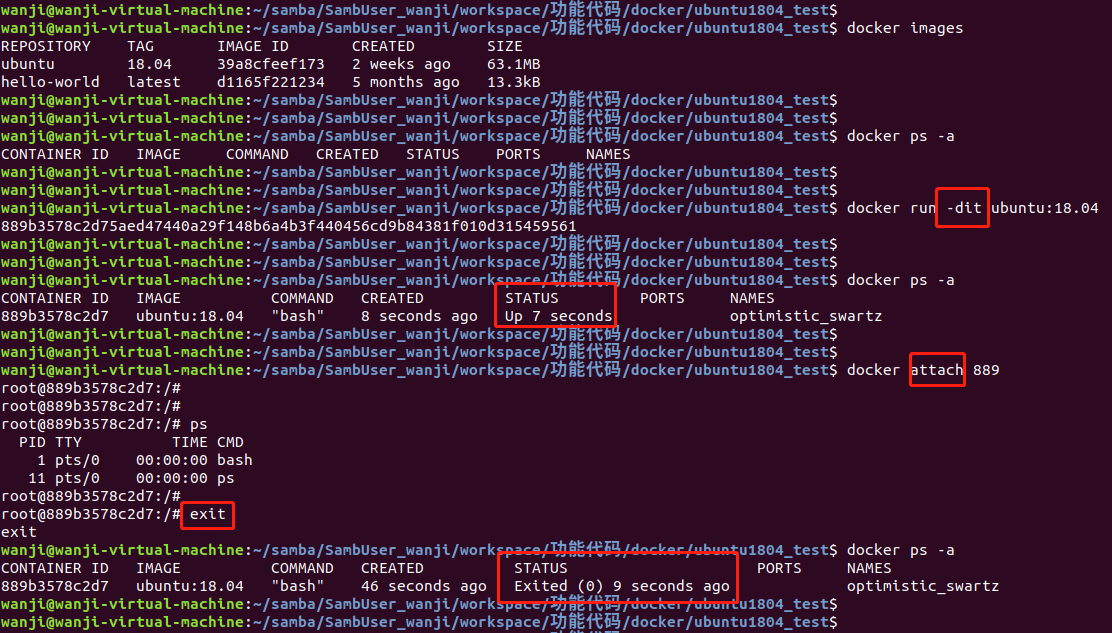 wanji@wanji-virtual-machine:~/samba/SambUser_wanji/workspace/功能代码/docker/ubuntu1804_test$
wanji@wanji-virtual-machine:~/samba/SambUser_wanji/workspace/功能代码/docker/ubuntu1804_test$ docker images
REPOSITORY    TAG       IMAGE ID       CREATED        SIZE
ubuntu        18.04     39a8cfeef173   2 weeks ago    63.1MB
hello-world   latest    d1165f221234   5 months ago   13.3kB
wanji@wanji-virtual-machine:~/samba/SambUser_wanji/workspace/功能代码/docker/ubuntu1804_test$
wanji@wanji-virtual-machine:~/samba/SambUser_wanji/workspace/功能代码/docker/ubuntu1804_test$
wanji@wanji-virtual-machine:~/samba/SambUser_wanji/workspace/功能代码/docker/ubuntu1804_test$ docker ps -a
CONTAINER ID   IMAGE     COMMAND   CREATED   STATUS    PORTS     NAMES
wanji@wanji-virtual-machine:~/samba/SambUser_wanji/workspace/功能代码/docker/ubuntu1804_test$
wanji@wanji-virtual-machine:~/samba/SambUser_wanji/workspace/功能代码/docker/ubuntu1804_test$
wanji@wanji-virtual-machine:~/samba/SambUser_wanji/workspace/功能代码/docker/ubuntu1804_test$ docker run -dit ubuntu:18.04
889b3578c2d75aed47440a29f148b6a4b3f440456cd9b84381f010d315459561
wanji@wanji-virtual-machine:~/samba/SambUser_wanji/workspace/功能代码/docker/ubuntu1804_test$
wanji@wanji-virtual-machine:~/samba/SambUser_wanji/workspace/功能代码/docker/ubuntu1804_test$
wanji@wanji-virtual-machine:~/samba/SambUser_wanji/workspace/功能代码/docker/ubuntu1804_test$ docker ps -a
CONTAINER ID   IMAGE          COMMAND   CREATED         STATUS         PORTS     NAMES
889b3578c2d7   ubuntu:18.04   "bash"    8 seconds ago   Up 7 seconds             optimistic_swartz
wanji@wanji-virtual-machine:~/samba/SambUser_wanji/workspace/功能代码/docker/ubuntu1804_test$
wanji@wanji-virtual-machine:~/samba/SambUser_wanji/workspace/功能代码/docker/ubuntu1804_test$
wanji@wanji-virtual-machine:~/samba/SambUser_wanji/workspace/功能代码/docker/ubuntu1804_test$ docker attach 889
root@889b3578c2d7:/#
root@889b3578c2d7:/#
root@889b3578c2d7:/# ps
  PID TTY          TIME CMD
    1 pts/0    00:00:00 bash
   11 pts/0    00:00:00 ps
root@889b3578c2d7:/#
root@889b3578c2d7:/# exit
exit
wanji@wanji-virtual-machine:~/samba/SambUser_wanji/workspace/功能代码/docker/ubuntu1804_test$ docker ps -a
CONTAINER ID   IMAGE          COMMAND   CREATED          STATUS                     PORTS     NAMES
889b3578c2d7   ubuntu:18.04   "bash"    46 seconds ago   Exited (0) 9 seconds ago             optimistic_swartz
wanji@wanji-virtual-machine:~/samba/SambUser_wanji/workspace/功能代码/docker/ubuntu1804_test$
wanji@wanji-virtual-machine:~/samba/SambUser_wanji/workspace/功能代码/docker/ubuntu1804_test$